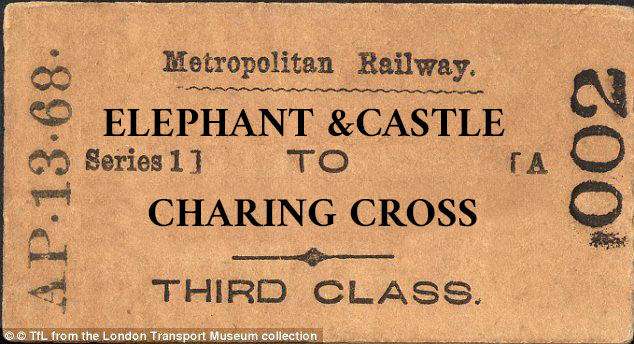 Metropolitan Railway.
ELEPHANT &CASTLE
Series 1] TO [A
CHARING CROSS
THIRD CLASS.
AP·13·68·
002
© © TfL from the London Transport Museum collection